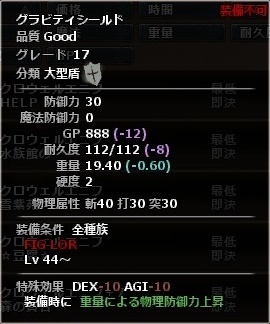 グラビティシールド
装備不可
品質 Good
グレード 17
分類 大型盾
防御力 30
魔法防御力 0
GP 888 (-12)
耐久度 112/112 (-8)
重量 19.40 (-0.60)
硬度 2
物理属性 斬40 打30 突30
装備条件 全種族
FIG-LOR
Lv 44～
特殊効果 DEX-10 AGI-10
装備時に 重量による物理防御力上昇